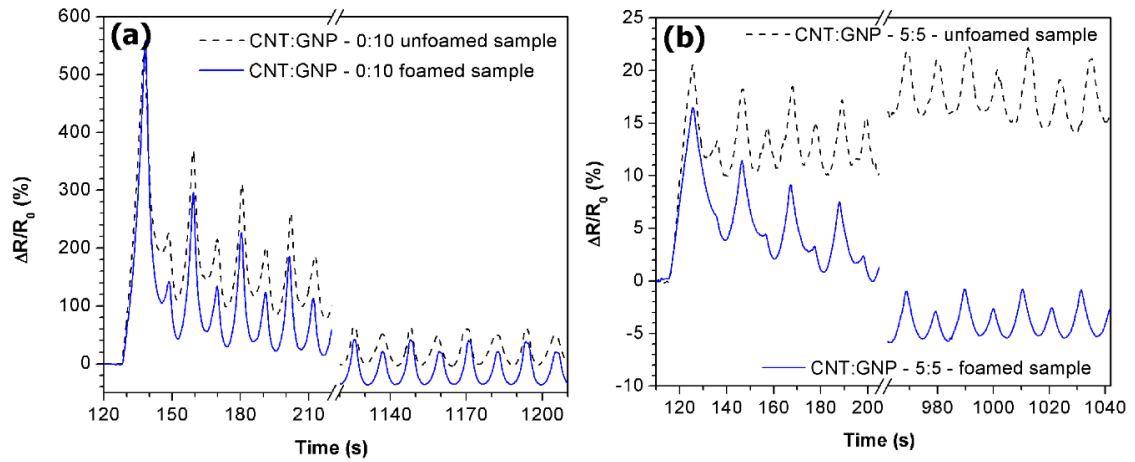 (a)
CNT:GNP - 0:10 unfoamed sample
CNT:GNP - 0:10 foamed sample
600
500
400
300
200
100
0
ΔR/R0 (%)
120 150 180 210 1140 1170 1200
Time (s)
(b)
CNT:GNP - 5:5 - unfoamed sample
25
20
15
10
5
0
-5
-10
ΔR/R0 (%)
CNT:GNP - 5:5 - foamed sample
120 140 160 180 200 980 1000 1020 1040
Time (s)